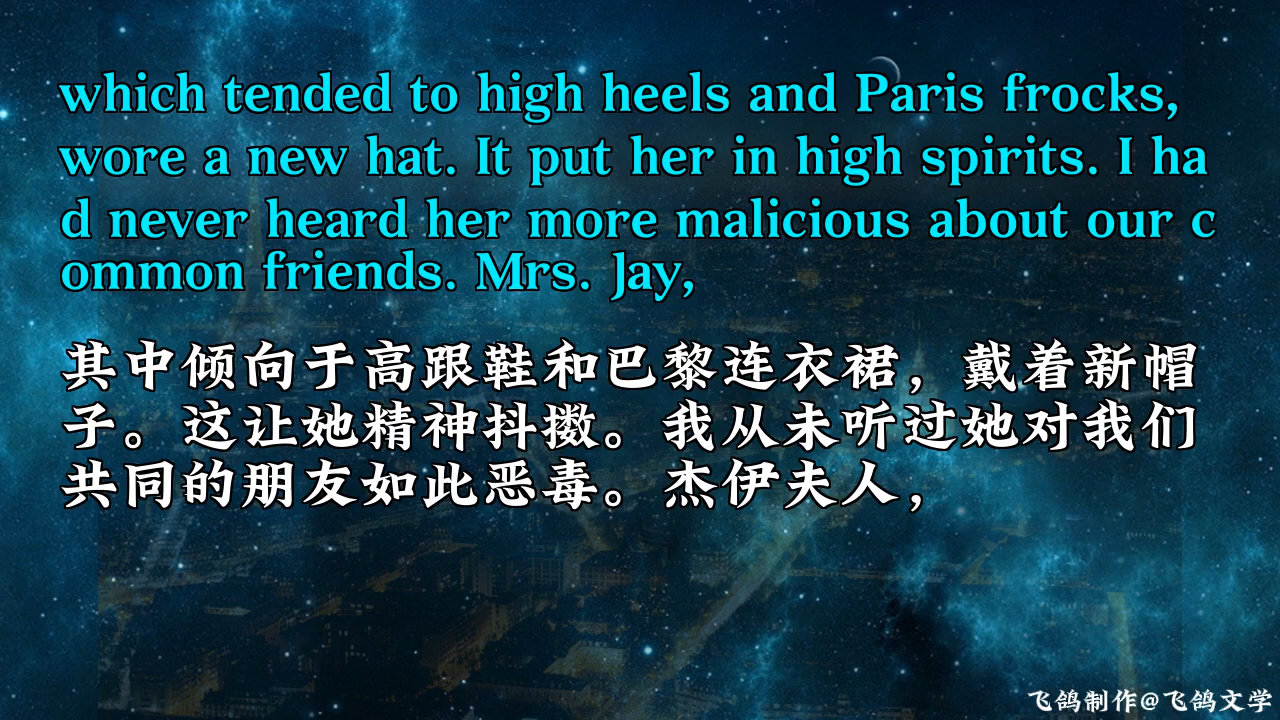 which tended to high heels and Paris frocks,
wore a new hat. It put her in high spirits. I ha
d never heard her more malicious about our c
ommon friends. Mrs. Jay,
其中倾向于高跟鞋和巴黎连衣裙，戴着新帽
子。这让她精神抖擞。我从未听过她对我们
共同的朋友如此恶毒。杰伊夫人，
飞鸽制作@飞鸽文学